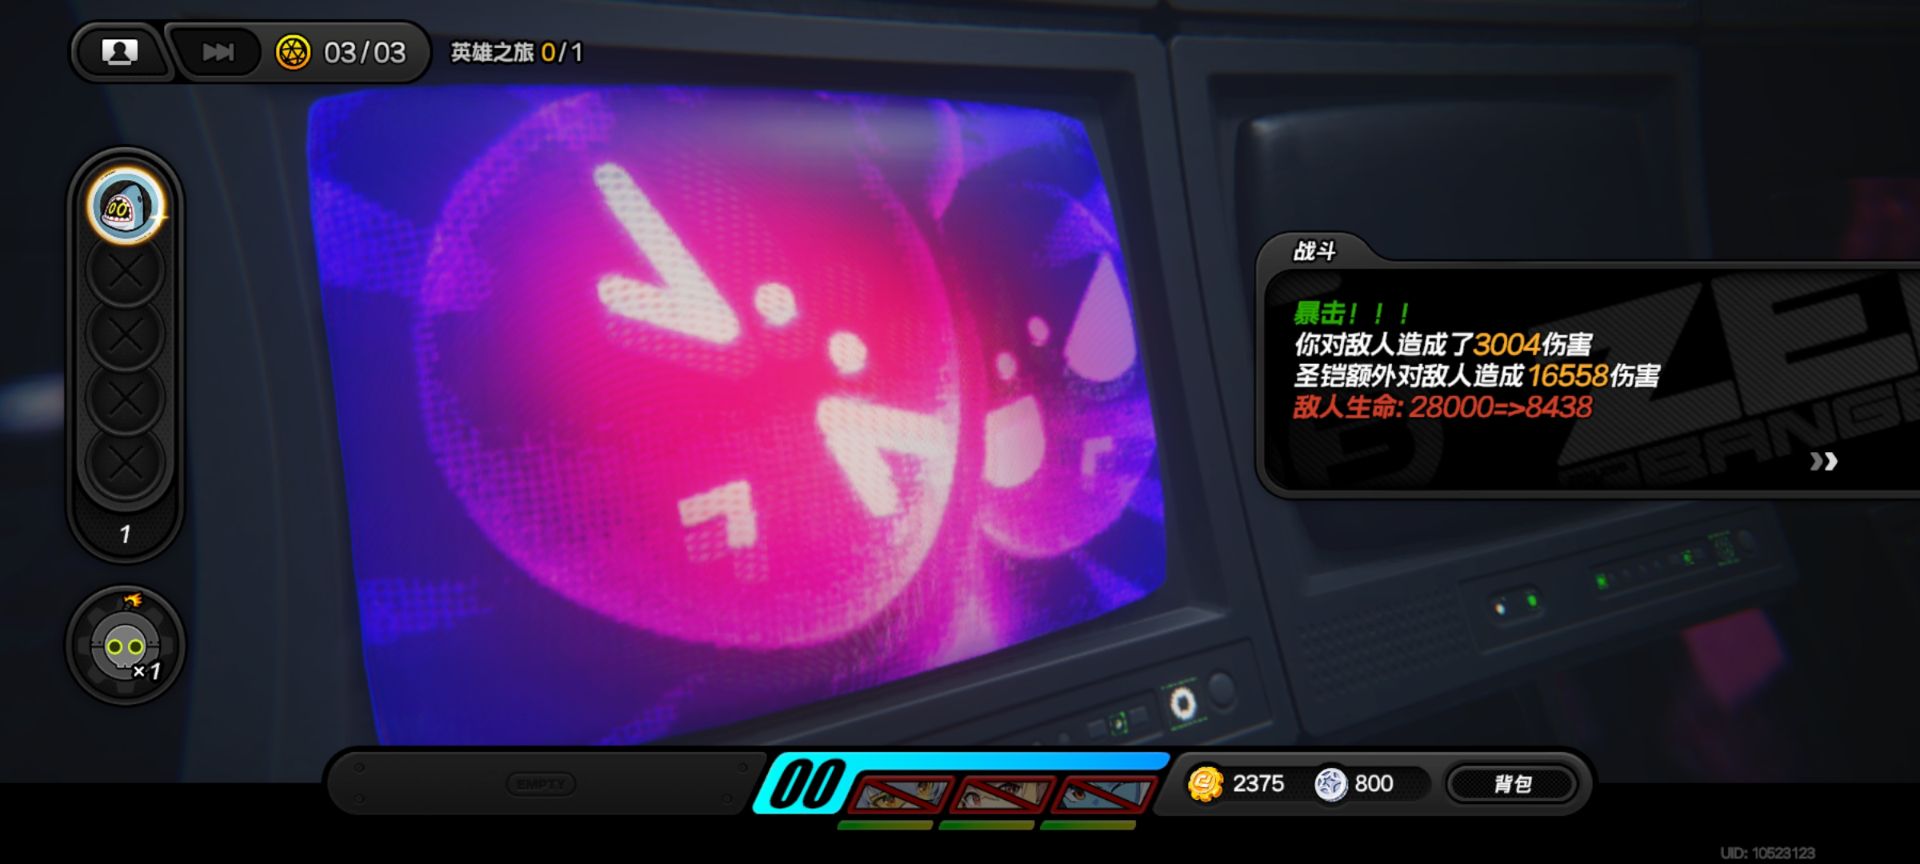 03/03
英雄之旅 0/1
战斗
暴击！！！
你对敌人造成了3004伤害
圣铠额外对敌人造成16558伤害
敌人生命: 28000=>8438
1
×1
EMPTY
00
2375
800
背包
UID: 10523123